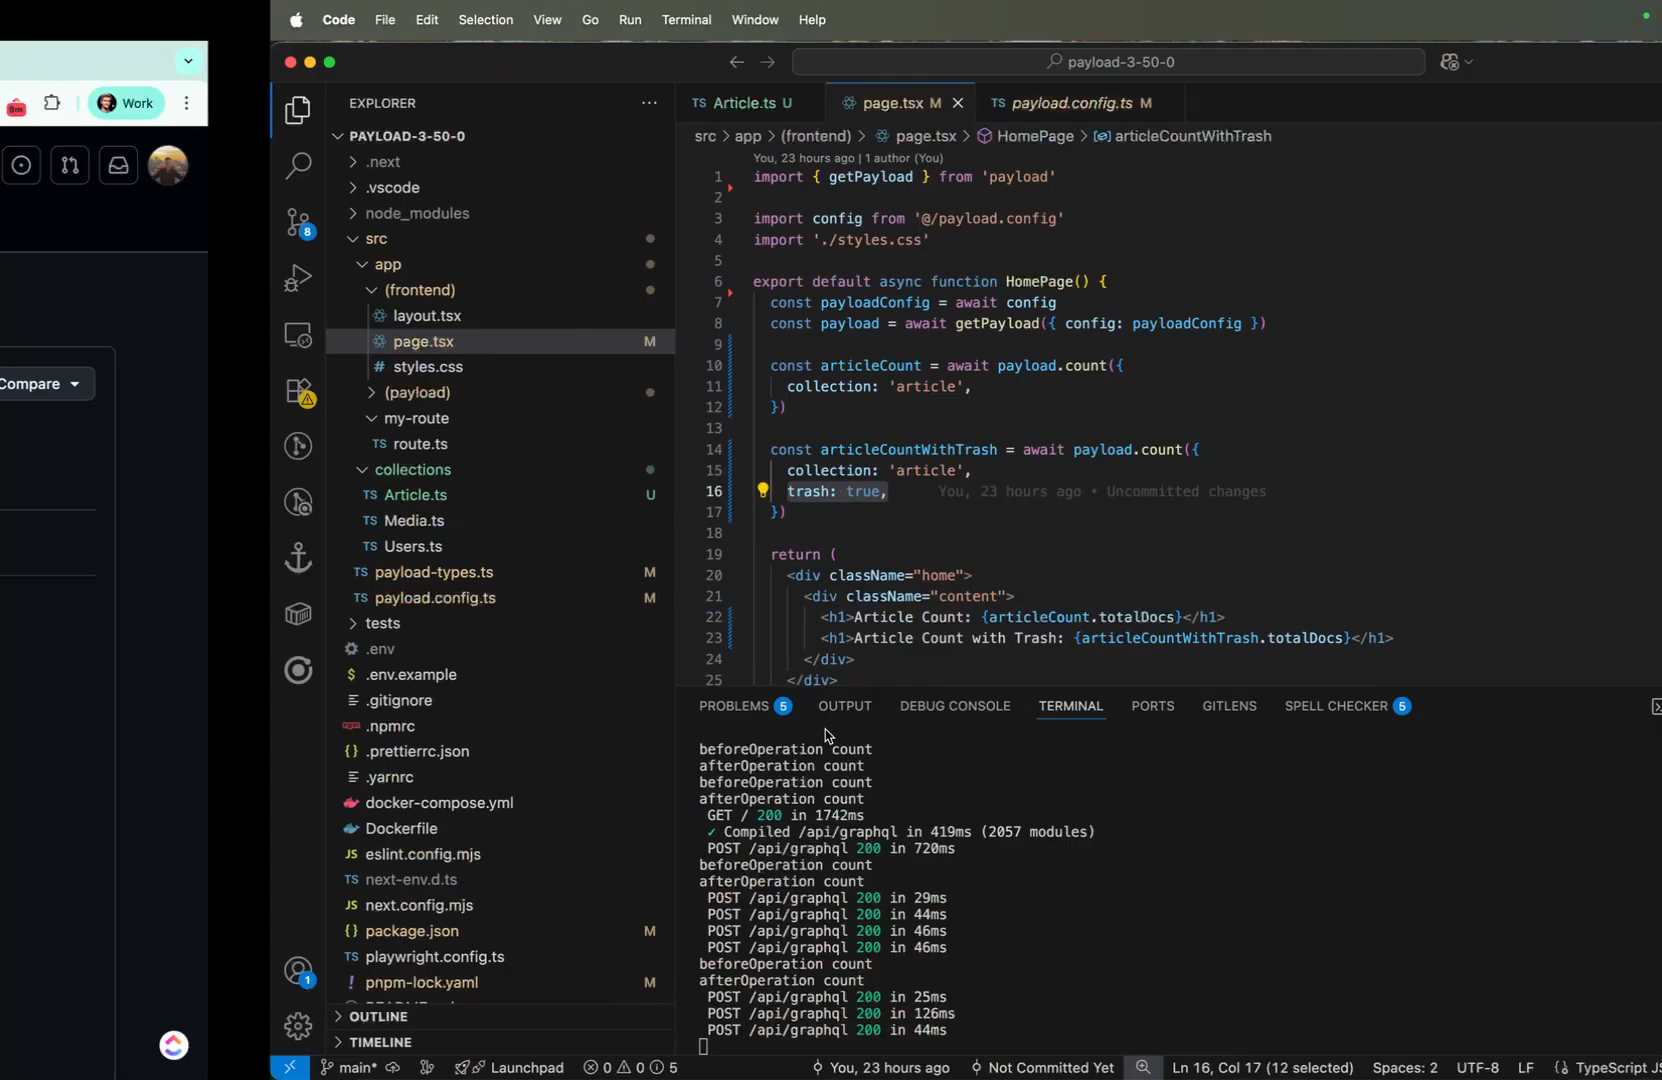 Code File Edit Selection View Go Run Terminal Window Help
9m
Work
Compare
payload-3-50-0
EXPLORER
PAYLOAD-3-50-0
.next
.vscode
node_modules
src
app
(frontend)
layout.tsx
page.tsx M
styles.css
(payload)
my-route
route.ts
collections
Article.ts U
Media.ts
Users.ts
payload-types.ts M
payload.config.ts M
tests
.env
.env.example
.gitignore
.npmrc
.prettierrc.json
.yarnrc
docker-compose.yml
Dockerfile
eslint.config.mjs
next-env.d.ts
next.config.mjs
package.json M
playwright.config.ts
pnpm-lock.yaml M
OUTLINE
TIMELINE
8
1
TS Article.ts U page.tsx M TS payload.config.ts M
src > app > (frontend) > page.tsx > HomePage > articleCountWithTrash
You, 23 hours ago | 1 author (You)
1 import { getPayload } from 'payload'
2
3 import config from '@/payload.config'
4 import './styles.css'
5
6 export default async function HomePage() {
7 const payloadConfig = await config
8 const payload = await getPayload({ config: payloadConfig })
9
10 const articleCount = await payload.count({
11 collection: 'article',
12 })
13
14 const articleCountWithTrash = await payload.count({
15 collection: 'article',
16 trash: true, You, 23 hours ago • Uncommitted changes
17 })
18
19 return (
20 <div className="home">
21 <div className="content">
22 <h1>Article Count: {articleCount.totalDocs}</h1>
23 <h1>Article Count with Trash: {articleCountWithTrash.totalDocs}</h1>
24 </div>
25 </div>
PROBLEMS 5 OUTPUT DEBUG CONSOLE TERMINAL PORTS GITLENS SPELL CHECKER 5
beforeOperation count
afterOperation count
beforeOperation count
afterOperation count
GET / 200 in 1742ms
✓ Compiled /api/graphql in 419ms (2057 modules)
POST /api/graphql 200 in 720ms
beforeOperation count
afterOperation count
POST /api/graphql 200 in 29ms
POST /api/graphql 200 in 44ms
POST /api/graphql 200 in 46ms
POST /api/graphql 200 in 46ms
beforeOperation count
afterOperation count
POST /api/graphql 200 in 25ms
POST /api/graphql 200 in 126ms
POST /api/graphql 200 in 44ms
main* Launchpad 0 0 5 You, 23 hours ago Not Committed Yet Ln 16, Col 17 (12 selected) Spaces: 2 UTF-8 LF TypeScript